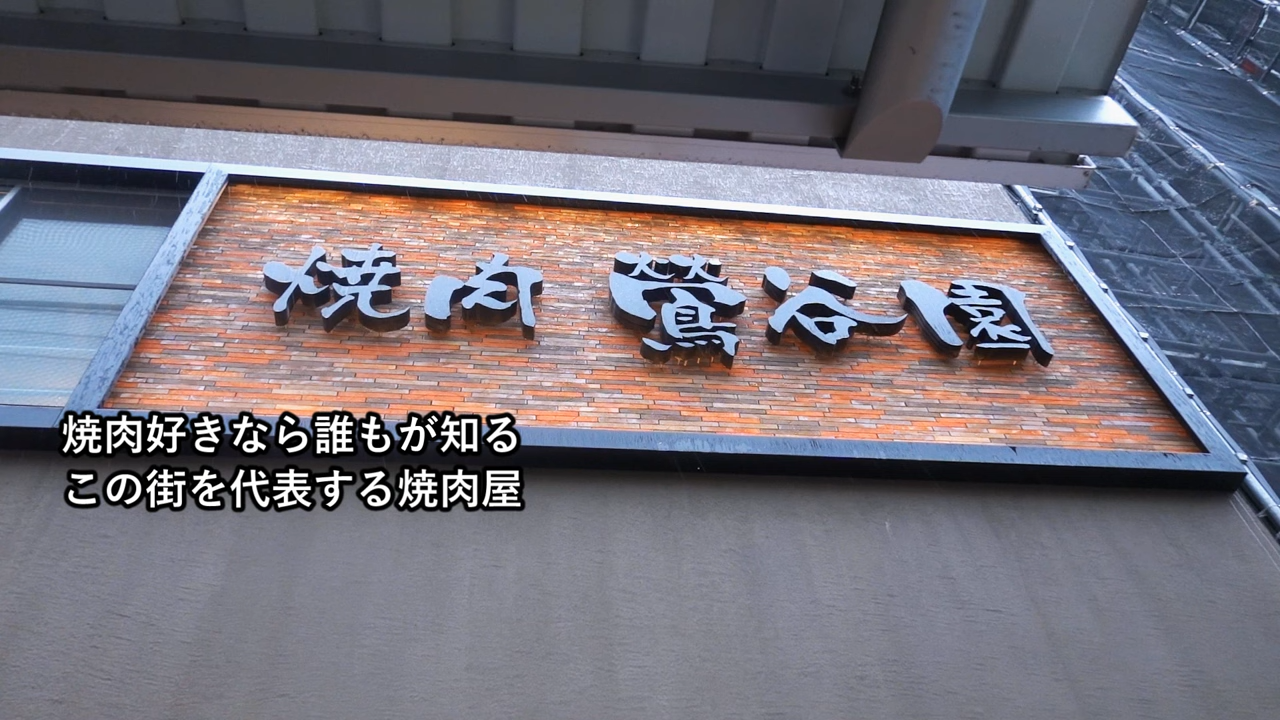 焼肉 鶯谷園
焼肉好きなら誰もが知る
この街を代表する焼肉屋